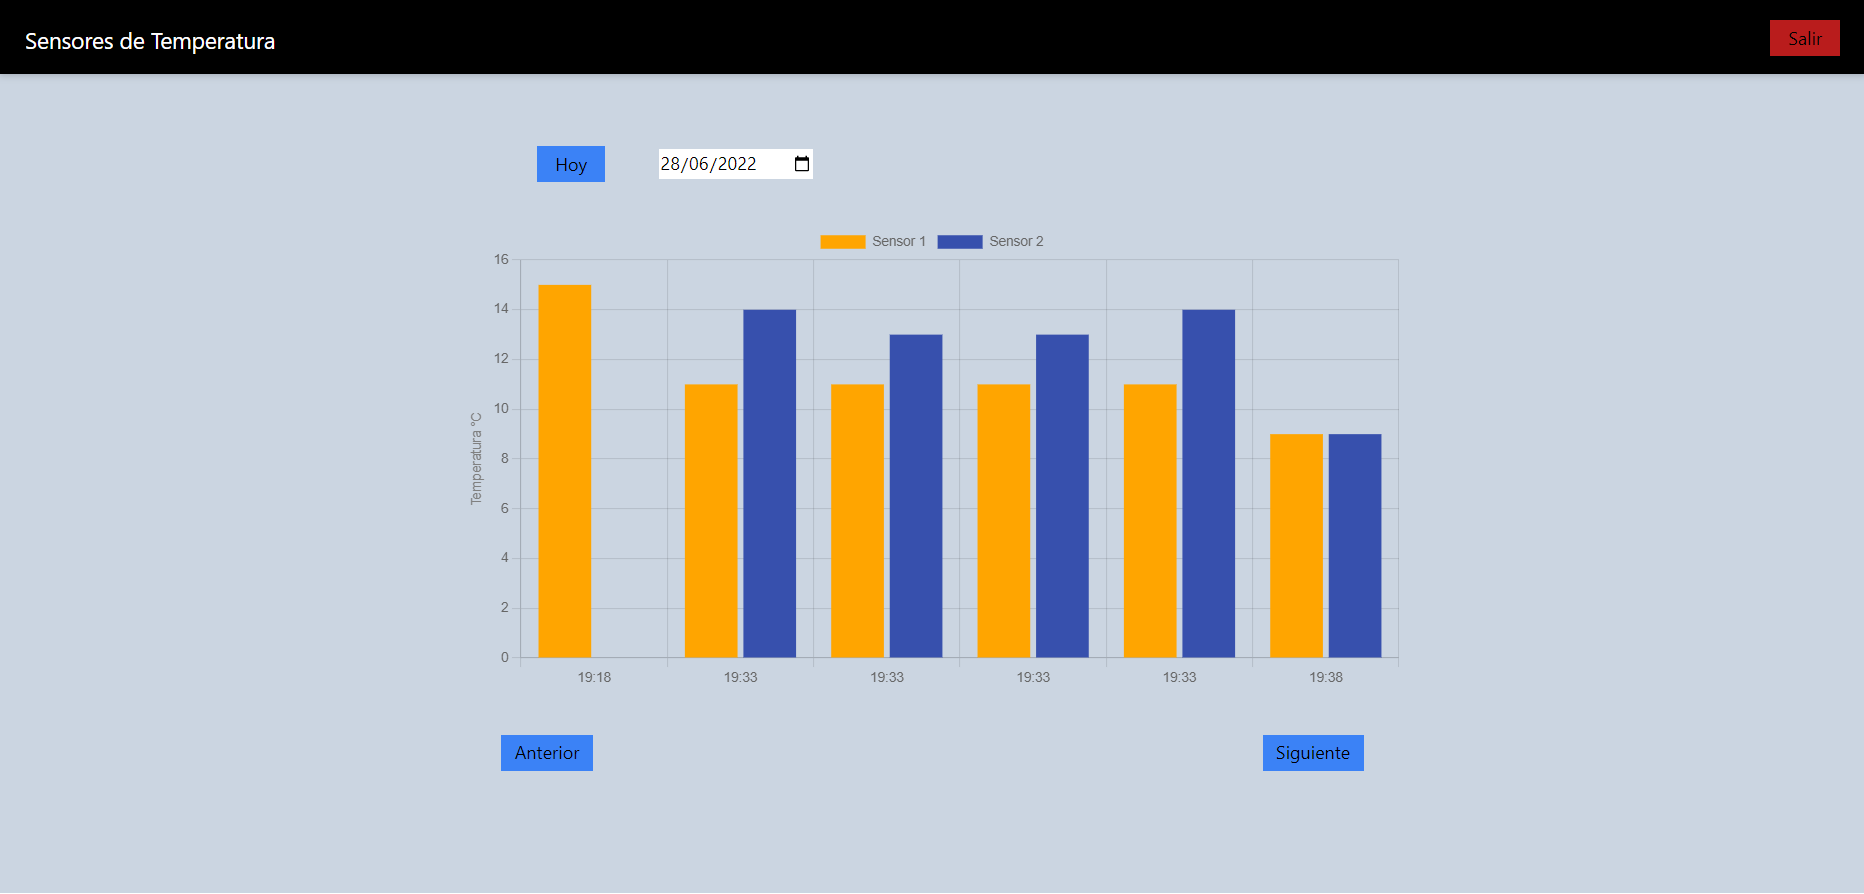 Sensores de Temperatura
Salir
Hoy
28/06/2022
Sensor 1
Sensor 2
Temperatura °C
16
14
12
10
8
6
4
2
0
19:18
19:33
19:33
19:33
19:33
19:38
Anterior
Siguiente